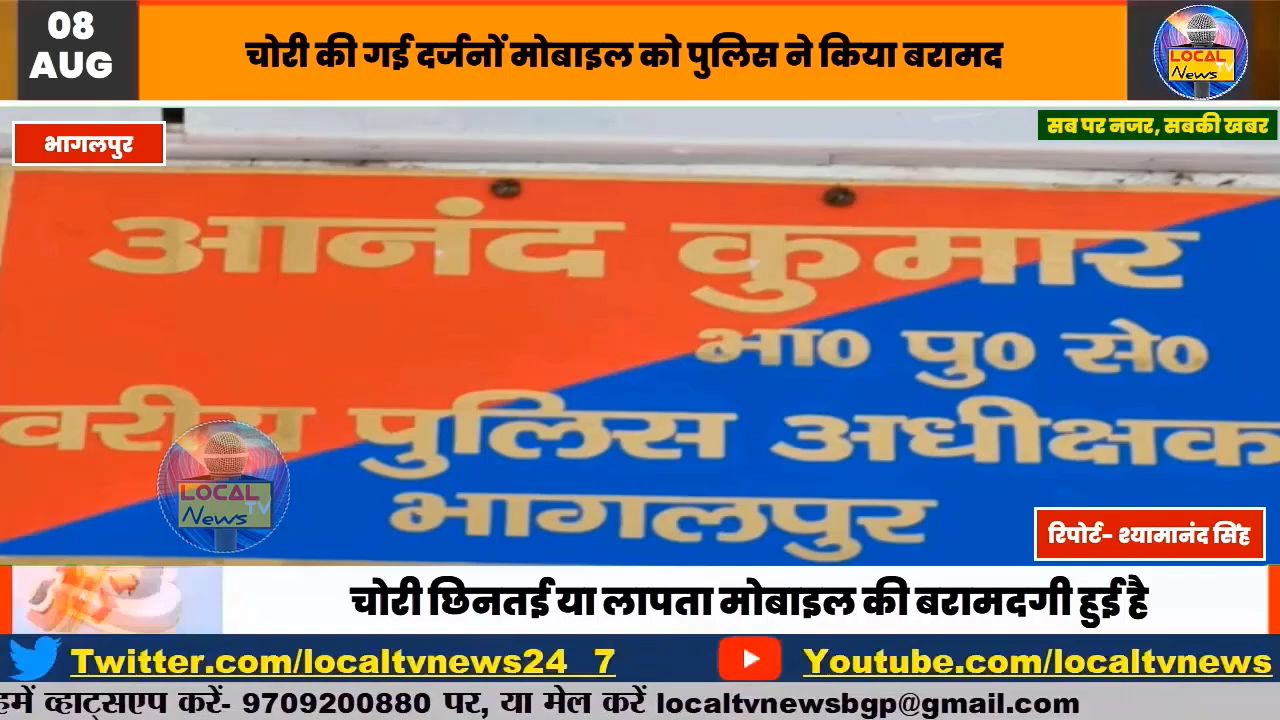 08
AUG
चोरी की गई दर्जनों मोबाइल को पुलिस ने किया बरामद
LOCAL
TV
News
भागलपुर
सब पर नजर, सबकी खबर
आनंद कुमार
भा० पु० से०
वरीय पुलिस अधीक्षक
भागलपुर
LOCAL
TV
News
रिपोर्ट- श्यामानंद सिंह
चोरी छिनतई या लापता मोबाइल की बरामदगी हुई है
Twitter.com/localtvnews24_7
Youtube.com/localtvnews
हमें व्हाट्सएप करें- 9709200880 पर, या मेल करें localtvnewsbgp@gmail.com